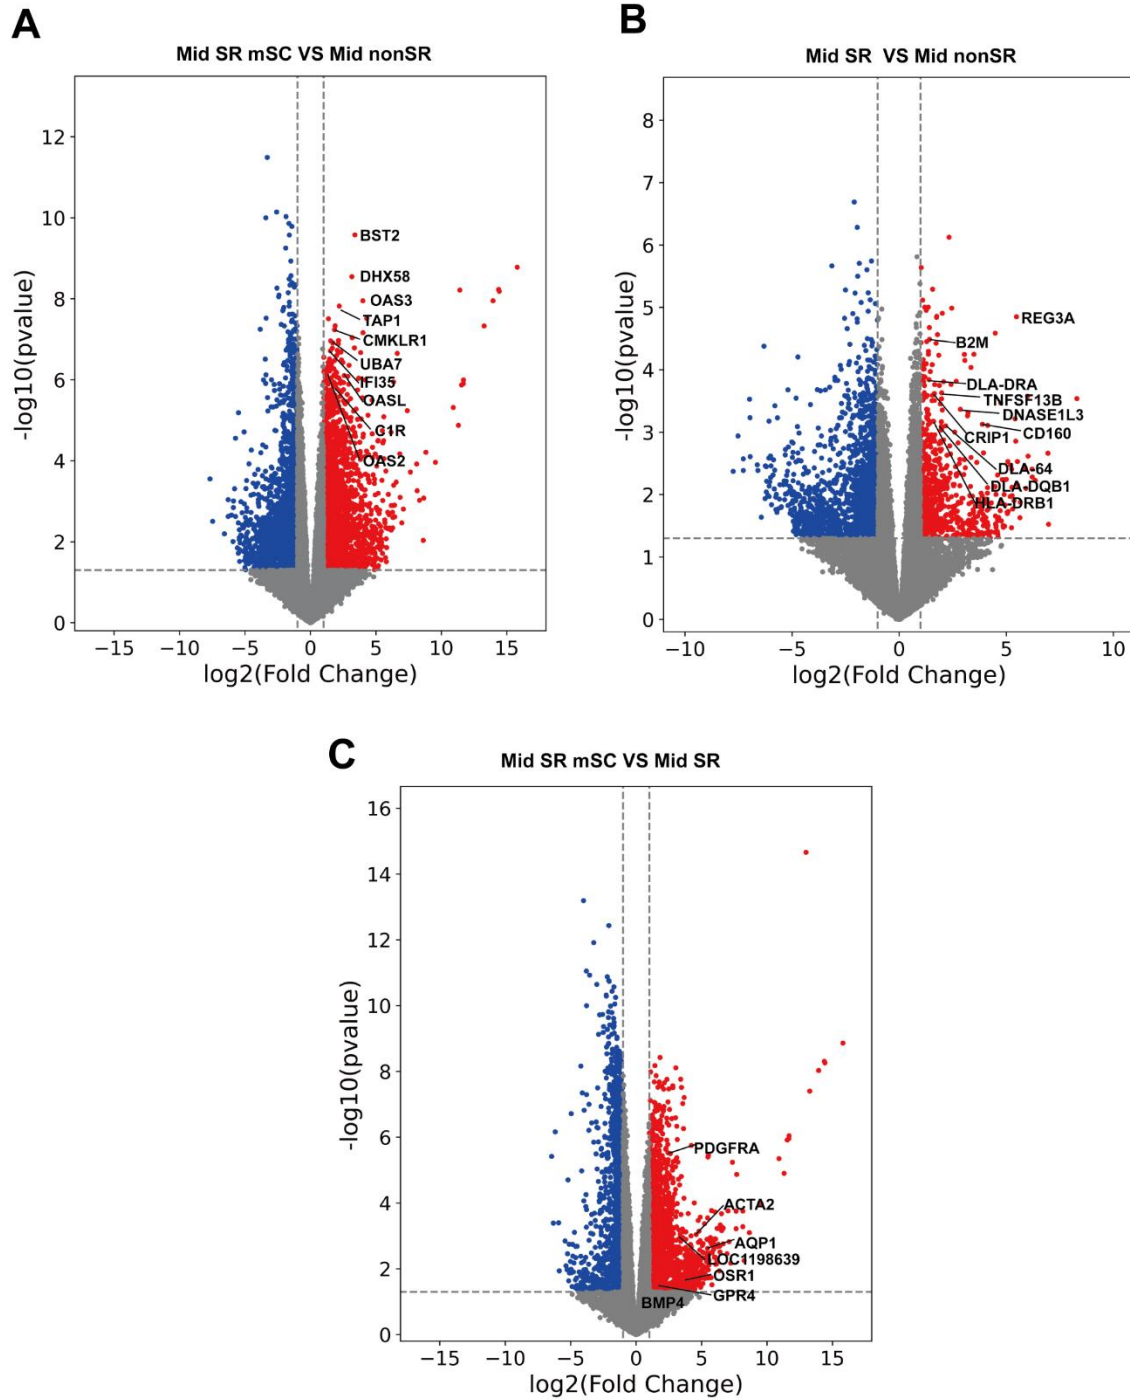 A
Mid SR mSC VS Mid nonSR
12
10
8
6
4
2
0
-log10(pvalue)
BST2
DHX58
OAS3
TAP1
CMKLR1
UBA7
IFI35
OASL
C1R
OAS2
−15
−10
−5
0
5
10
15
log2(Fold Change)
B
Mid SR VS Mid nonSR
8
7
6
5
4
3
2
1
0
-log10(pvalue)
REG3A
B2M
DLA-DRA
TNFSF13B
DNASE1L3
CD160
CRIP1
DLA-64
DLA-DQB1
HLA-DRB1
−10
−5
0
5
10
log2(Fold Change)
C
Mid SR mSC VS Mid SR
16
14
12
10
8
6
4
2
0
-log10(pvalue)
PDGFRA
ACTA2
AQP1
LOC1198639
OSR1
GPR4
BMP4
−15
−10
−5
0
5
10
15
log2(Fold Change)